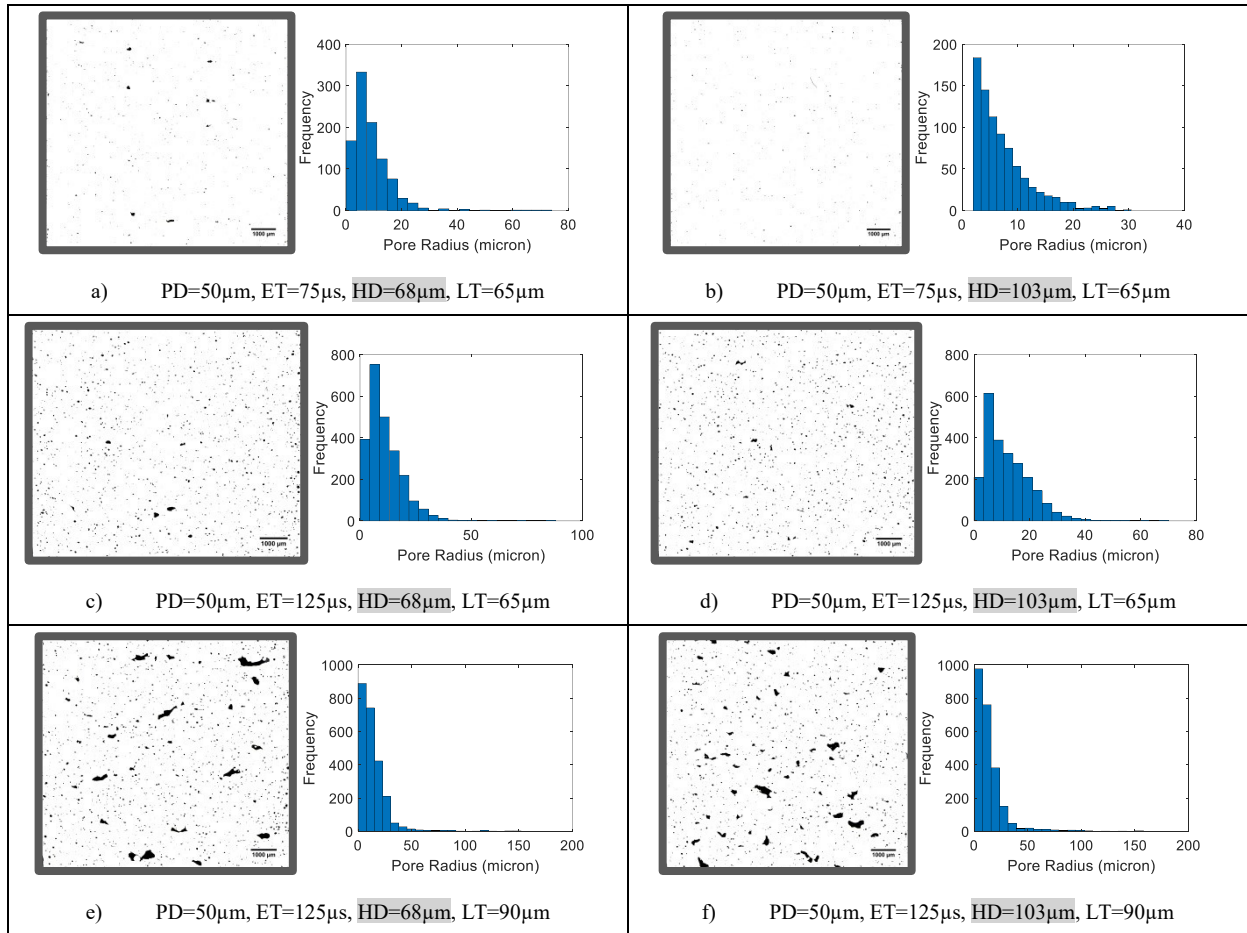 400
300
200
100
0
Frequency
0 20 40 60 80
Pore Radius (micron)
1000 µm
a) PD=50µm, ET=75µs, HD=68µm, LT=65µm
200
150
100
50
0
Frequency
0 10 20 30 40
Pore Radius (micron)
1000 µm
b) PD=50µm, ET=75µs, HD=103µm, LT=65µm
800
600
400
200
0
Frequency
0 50 100
Pore Radius (micron)
1000 µm
c) PD=50µm, ET=125µs, HD=68µm, LT=65µm
800
600
400
200
0
Frequency
0 20 40 60 80
Pore Radius (micron)
1000 µm
d) PD=50µm, ET=125µs, HD=103µm, LT=65µm
1000
800
600
400
200
0
Frequency
0 50 100 150 200
Pore Radius (micron)
1000 µm
e) PD=50µm, ET=125µs, HD=68µm, LT=90µm
1000
800
600
400
200
0
Frequency
0 50 100 150 200
Pore Radius (micron)
1000 µm
f) PD=50µm, ET=125µs, HD=103µm, LT=90µm